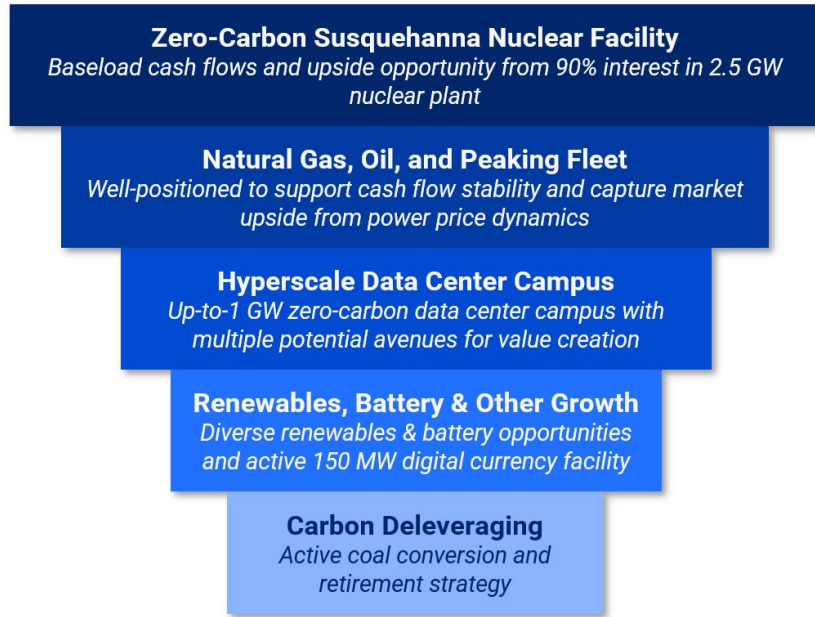 Zero-Carbon Susquehanna Nuclear Facility
Baseload cash flows and upside opportunity from 90% interest in 2.5 GW
nuclear plant
Natural Gas, Oil, and Peaking Fleet
Well-positioned to support cash flow stability and capture market
upside from power price dynamics
Hyperscale Data Center Campus
Up-to-1 GW zero-carbon data center campus with
multiple potential avenues for value creation
Renewables, Battery & Other Growth
Diverse renewables & battery opportunities
and active 150 MW digital currency facility
Carbon Deleveraging
Active coal conversion and
retirement strategy